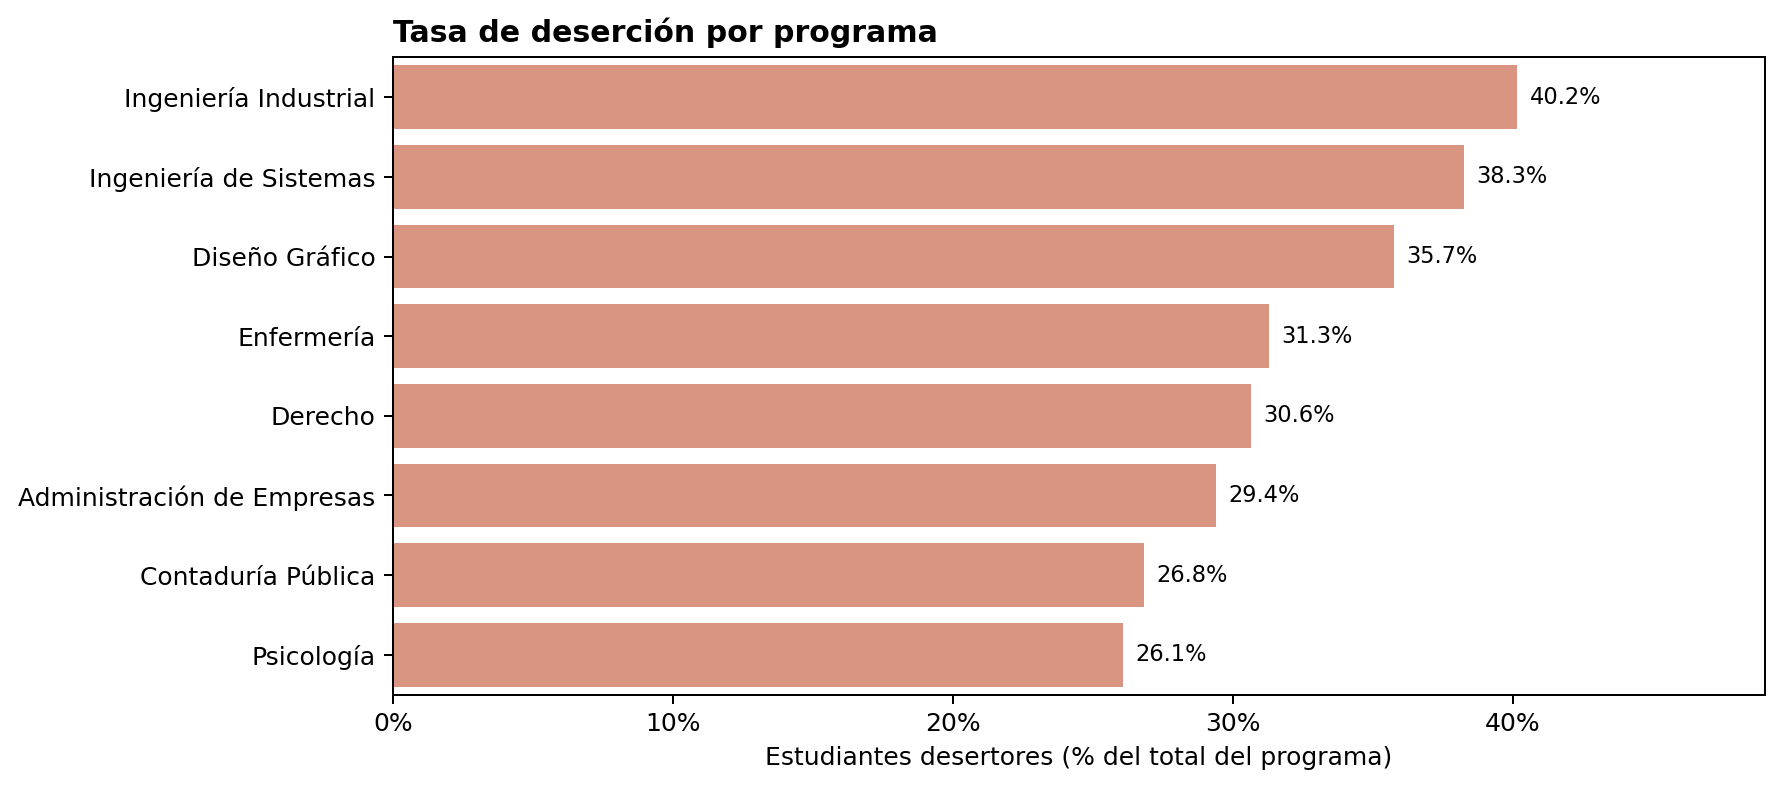 Tasa de deserción por programa
Ingeniería Industrial
40.2%
Ingeniería de Sistemas
38.3%
Diseño Gráfico
35.7%
Enfermería
31.3%
Derecho
30.6%
Administración de Empresas
29.4%
Contaduría Pública
26.8%
Psicología
26.1%
0% 10% 20% 30% 40%
Estudiantes desertores (% del total del programa)